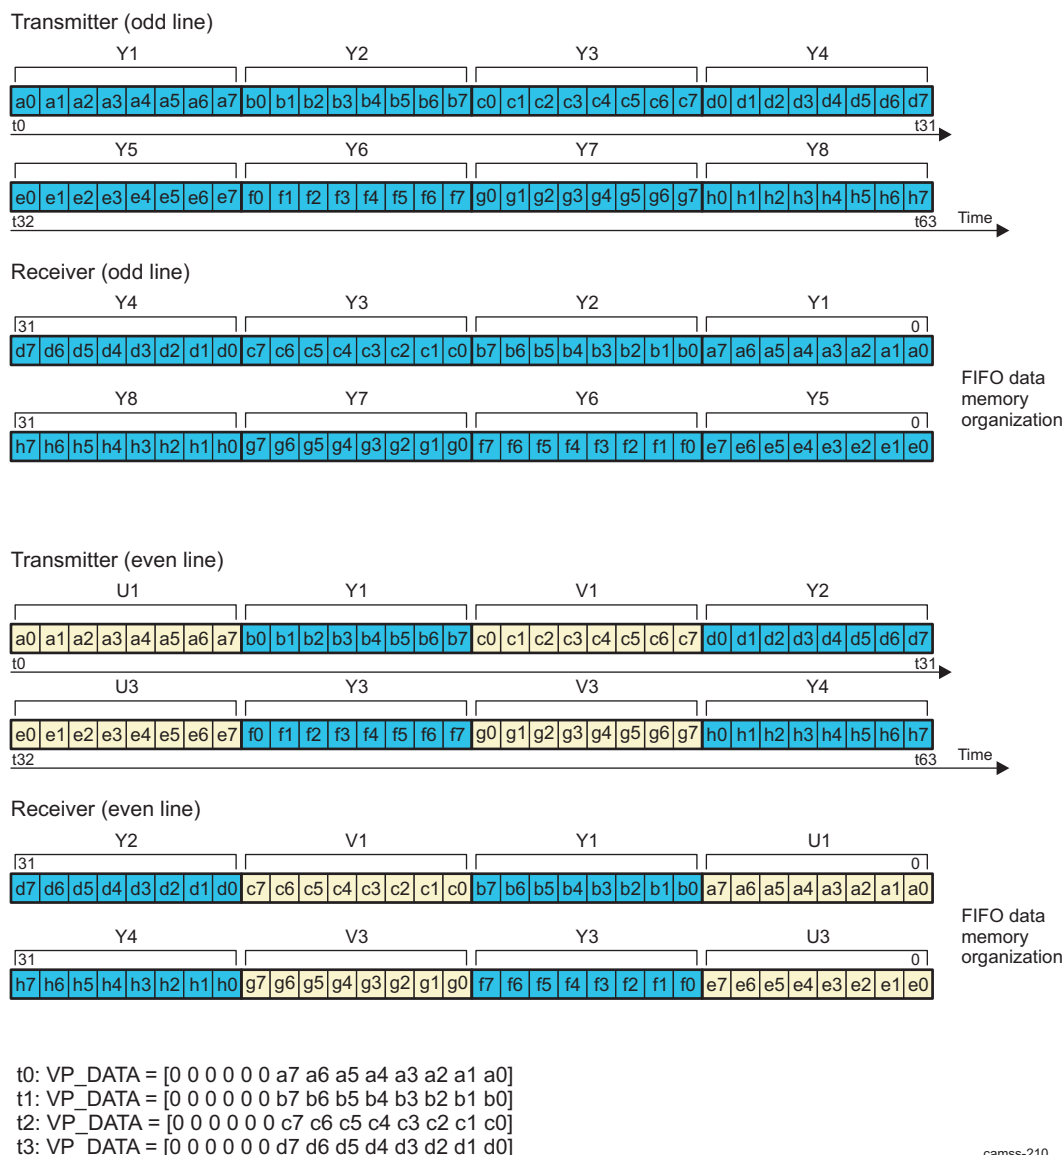 Transmitter (odd line)
Y1 Y2 Y3 Y4
a0 a1 a2 a3 a4 a5 a6 a7 b0 b1 b2 b3 b4 b5 b6 b7 c0 c1 c2 c3 c4 c5 c6 c7 d0 d1 d2 d3 d4 d5 d6 d7
t0 t31
Y5 Y6 Y7 Y8
e0 e1 e2 e3 e4 e5 e6 e7 f0 f1 f2 f3 f4 f5 f6 f7 g0 g1 g2 g3 g4 g5 g6 g7 h0 h1 h2 h3 h4 h5 h6 h7
t32 t63 Time
Receiver (odd line)
Y4 Y3 Y2 Y1
31 0
d7 d6 d5 d4 d3 d2 d1 d0 c7 c6 c5 c4 c3 c2 c1 c0 b7 b6 b5 b4 b3 b2 b1 b0 a7 a6 a5 a4 a3 a2 a1 a0
FIFO data
memory
organization
Y8 Y7 Y6 Y5
31 0
h7 h6 h5 h4 h3 h2 h1 h0 g7 g6 g5 g4 g3 g2 g1 g0 f7 f6 f5 f4 f3 f2 f1 f0 e7 e6 e5 e4 e3 e2 e1 e0
Transmitter (even line)
U1 Y1 V1 Y2
a0 a1 a2 a3 a4 a5 a6 a7 b0 b1 b2 b3 b4 b5 b6 b7 c0 c1 c2 c3 c4 c5 c6 c7 d0 d1 d2 d3 d4 d5 d6 d7
t0 t31
U3 Y3 V3 Y4
e0 e1 e2 e3 e4 e5 e6 e7 f0 f1 f2 f3 f4 f5 f6 f7 g0 g1 g2 g3 g4 g5 g6 g7 h0 h1 h2 h3 h4 h5 h6 h7
t32 t63 Time
Receiver (even line)
Y2 V1 Y1 U1
31 0
d7 d6 d5 d4 d3 d2 d1 d0 c7 c6 c5 c4 c3 c2 c1 c0 b7 b6 b5 b4 b3 b2 b1 b0 a7 a6 a5 a4 a3 a2 a1 a0
FIFO data
memory
organization
Y4 V3 Y3 U3
31 0
h7 h6 h5 h4 h3 h2 h1 h0 g7 g6 g5 g4 g3 g2 g1 g0 f7 f6 f5 f4 f3 f2 f1 f0 e7 e6 e5 e4 e3 e2 e1 e0
t0: VP_DATA = [0 0 0 0 0 0 a7 a6 a5 a4 a3 a2 a1 a0]
t1: VP_DATA = [0 0 0 0 0 0 b7 b6 b5 b4 b3 b2 b1 b0]
t2: VP_DATA = [0 0 0 0 0 0 c7 c6 c5 c4 c3 c2 c1 c0]
t3: VP_DATA = [0 0 0 0 0 0 d7 d6 d5 d4 d3 d2 d1 d0]
camss-210